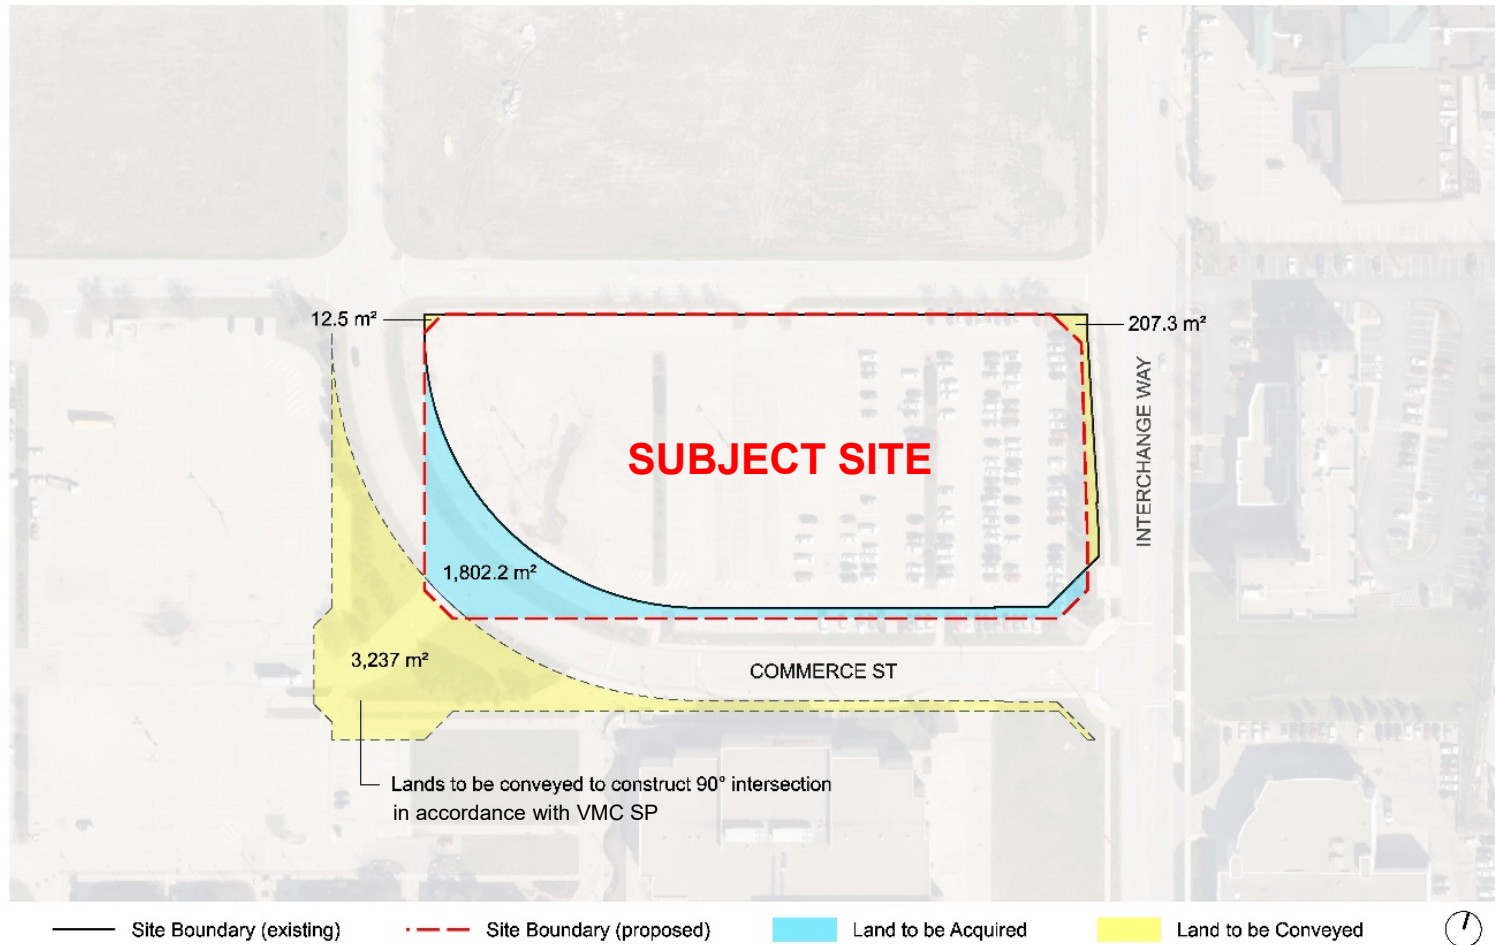 12.5 m²
207.3 m²
INTERCHANGE WAY
SUBJECT SITE
1,802.2 m²
3,237 m²
COMMERCE ST
Lands to be conveyed to construct 90° intersection
in accordance with VMC SP
Site Boundary (existing)
Site Boundary (proposed)
Land to be Acquired
Land to be Conveyed